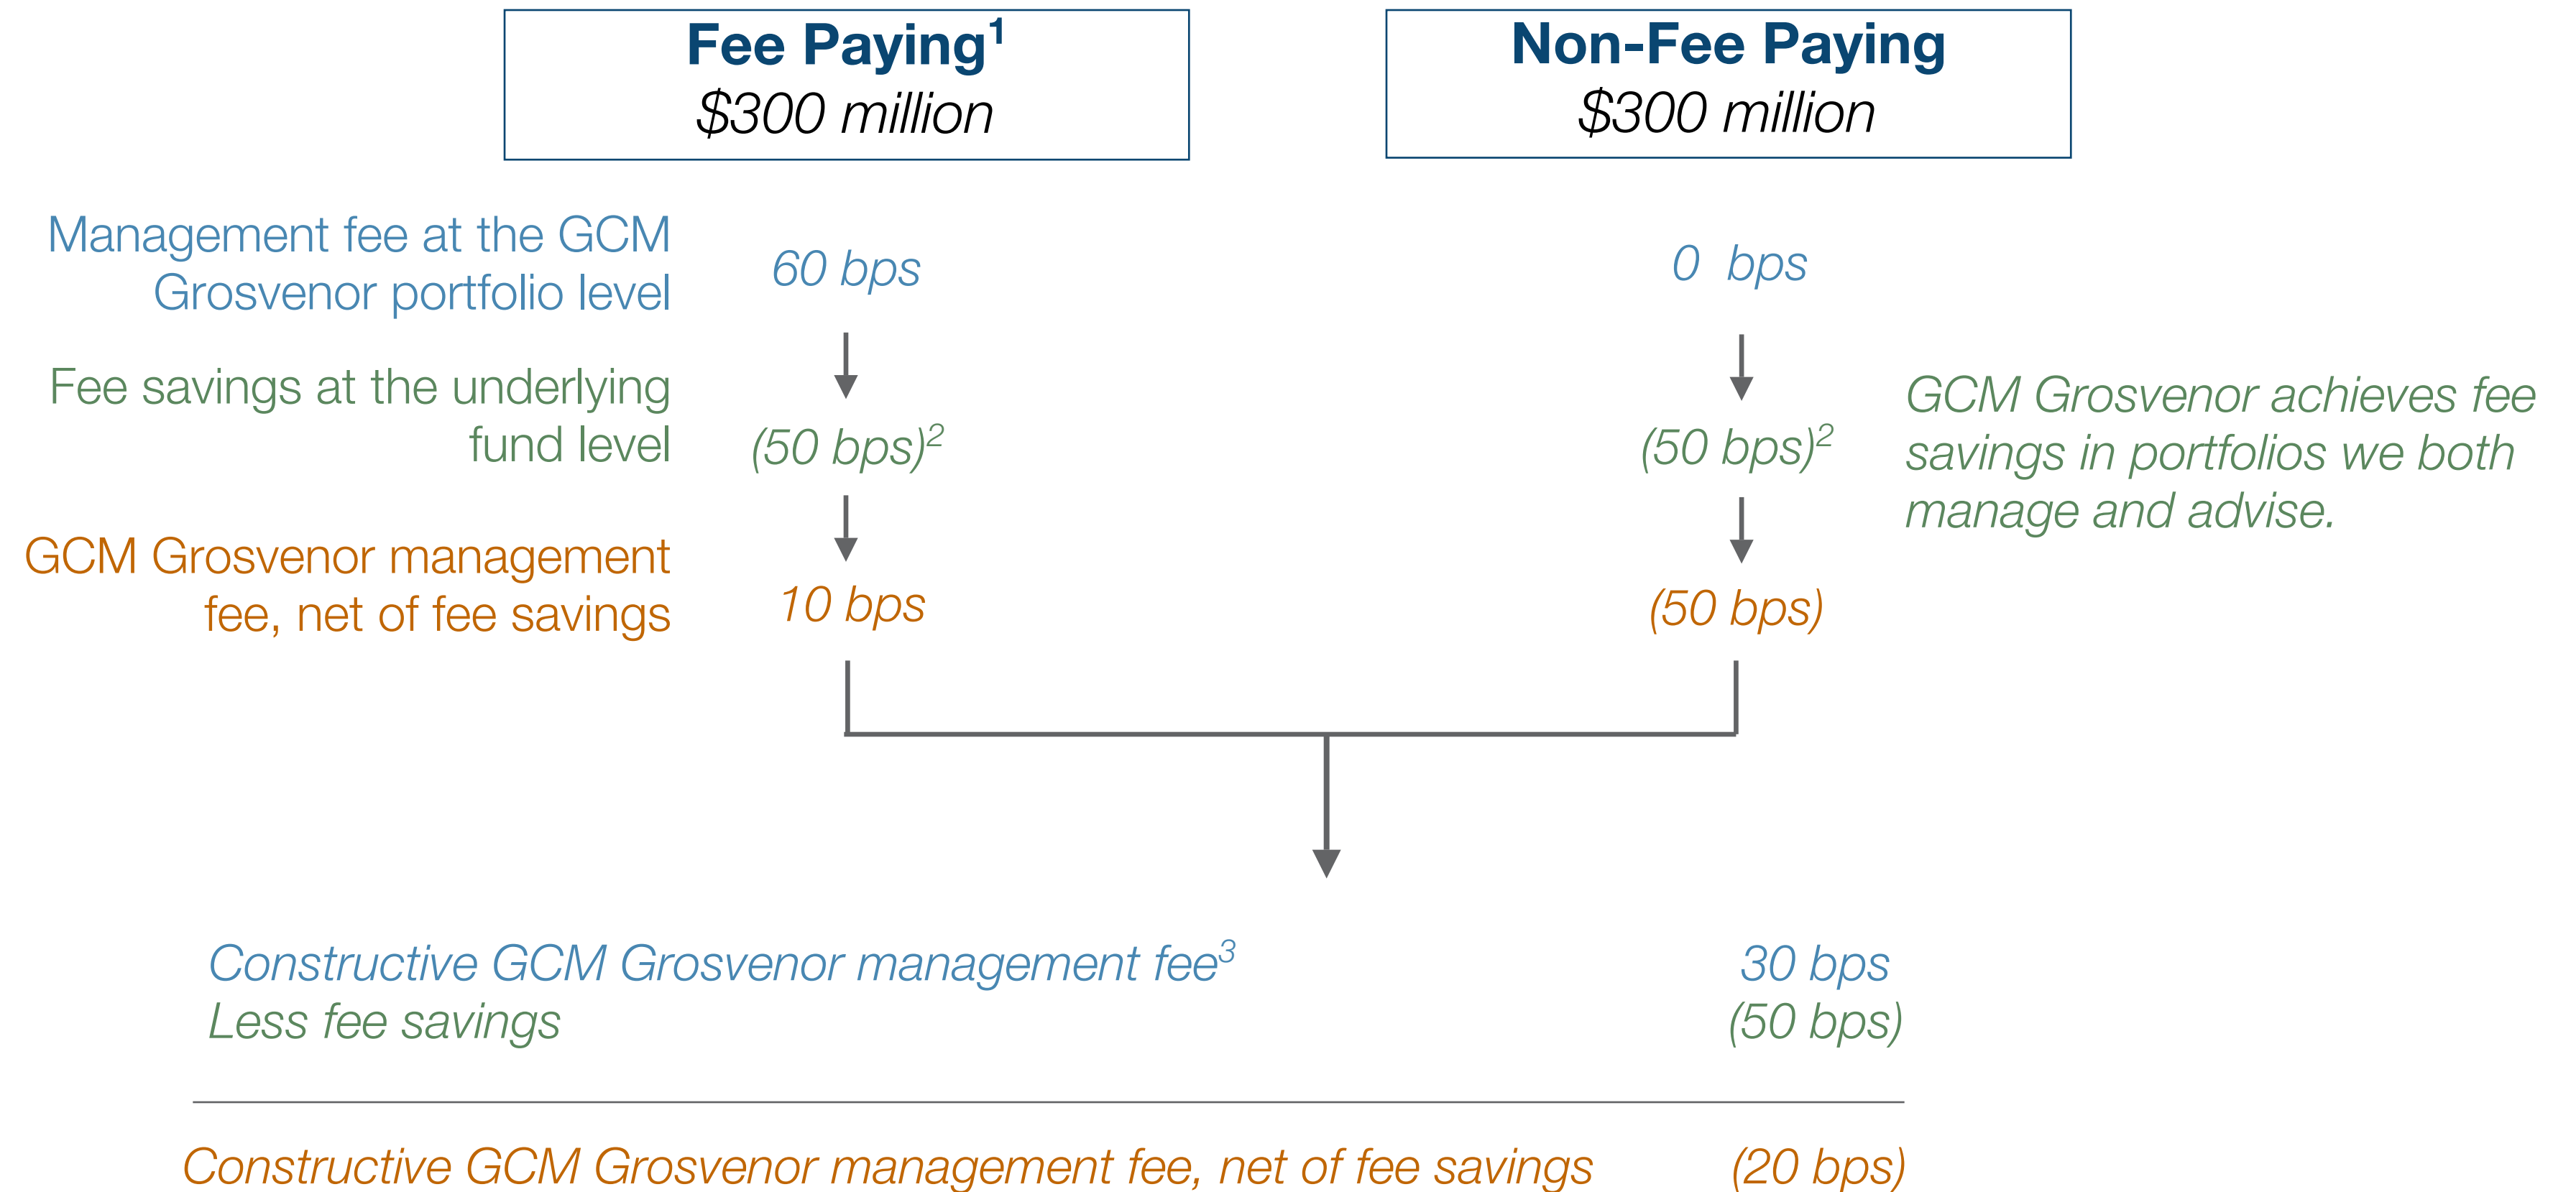 Fee Paying¹
$300 million
Non-Fee Paying
$300 million
Management fee at the GCM
Grosvenor portfolio level
60 bps
0 bps
Fee savings at the underlying
fund level
(50 bps)²
(50 bps)²
GCM Grosvenor achieves fee
savings in portfolios we both
manage and advise.
GCM Grosvenor management
fee, net of fee savings
10 bps
(50 bps)
Constructive GCM Grosvenor management fee³
30 bps
Less fee savings
(50 bps)
Constructive GCM Grosvenor management fee, net of fee savings
(20 bps)